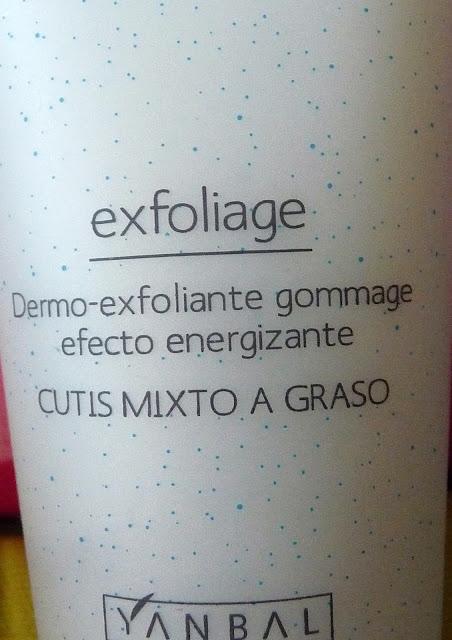 exfoliage
Dermo-exfoliante gommage
efecto energizante
CUTIS MIXTO A GRASO
YANBAL